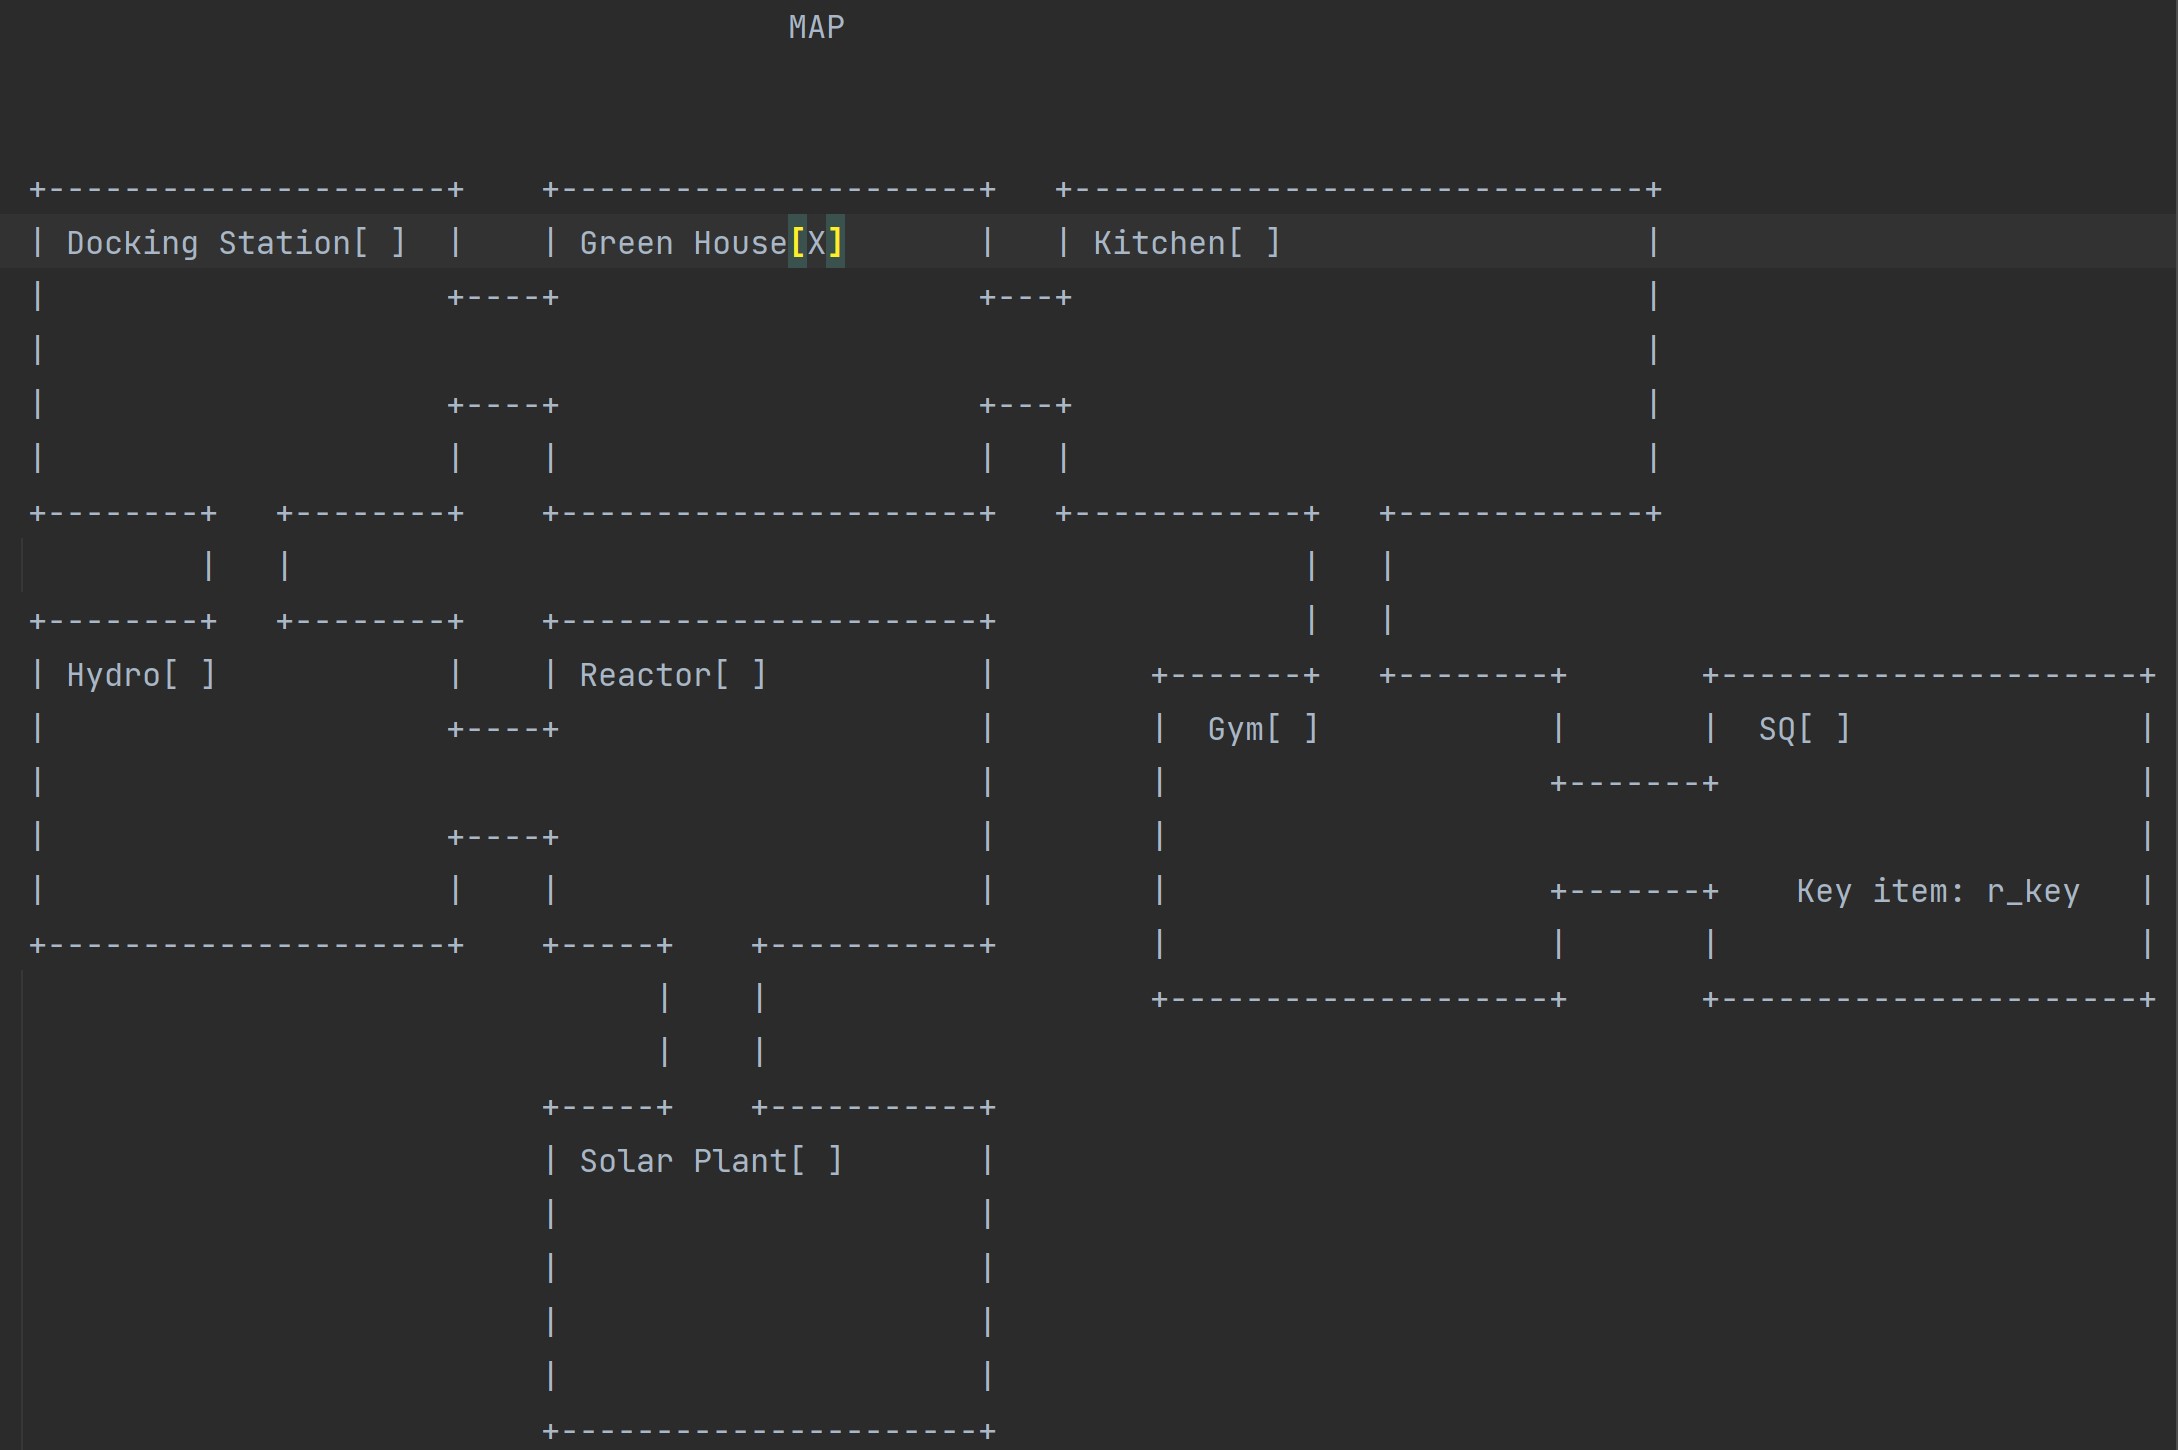 MAP
Docking Station[ ] Green House[X] Kitchen[ ]
Hydro[ ] Reactor[ ]
Gym[ ] SQ[ ]
Key item: r_key
Solar Plant[ ]